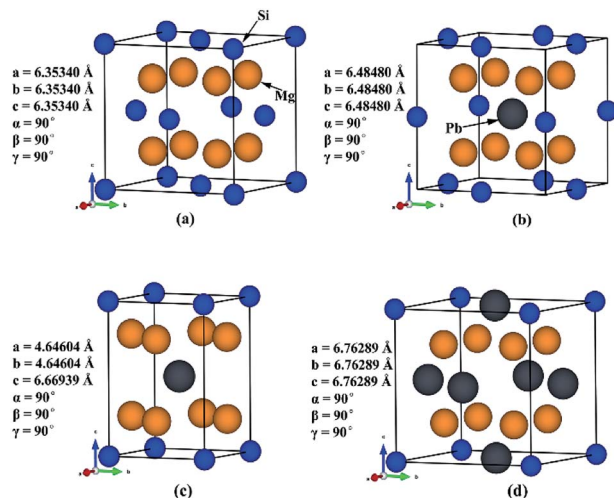 Si
a = 6.35340 Å
b = 6.35340 Å
c = 6.35340 Å
α = 90°
β = 90°
γ = 90°
Mg
c
a
b
(a)
a = 6.48480 Å
b = 6.48480 Å
c = 6.48480 Å
α = 90°
β = 90°
γ = 90°
Pb
c
a
b
(b)
a = 4.64604 Å
b = 4.64604 Å
c = 6.66939 Å
α = 90°
β = 90°
γ = 90°
c
a
b
(c)
a = 6.76289 Å
b = 6.76289 Å
c = 6.76289 Å
α = 90°
β = 90°
γ = 90°
c
a
b
(d)